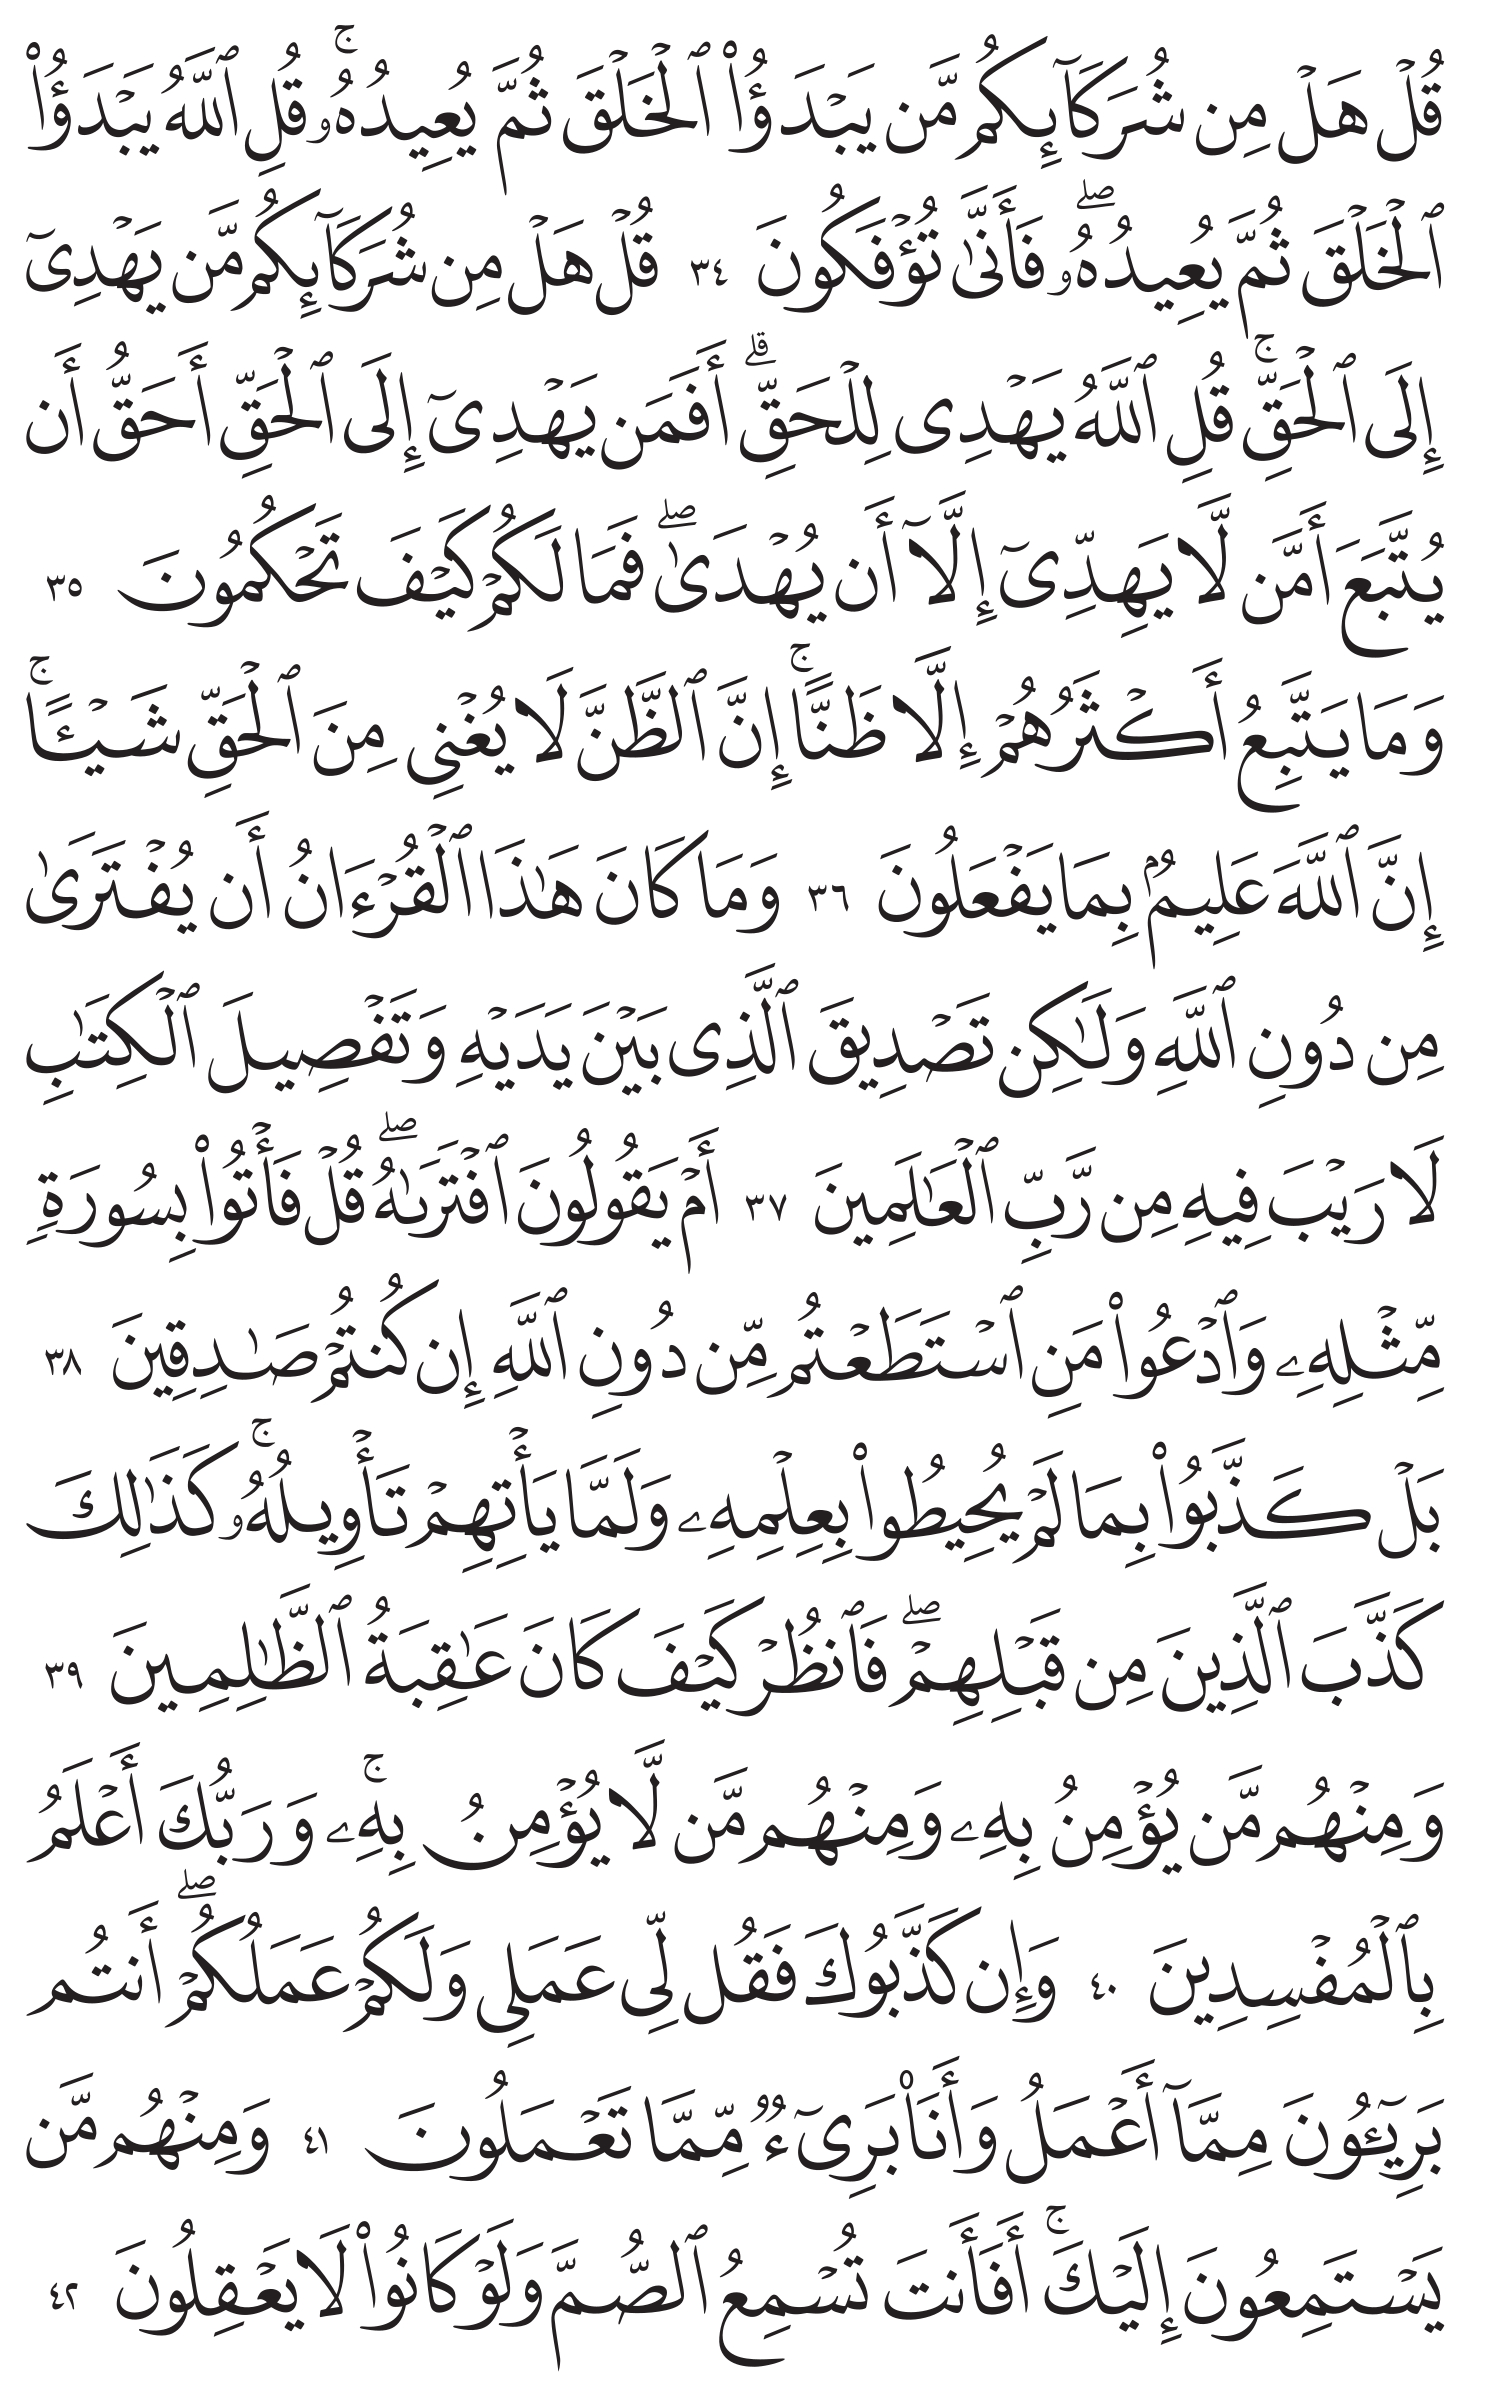 قُلۡ هَلۡ مِن شُرَكَآئِكُم مَّن يَبۡدَؤُاْ ٱلۡخَلۡقَ ثُمَّ يُعِيدُهُۥۚ قُلِ ٱللَّهُ يَبۡدَؤُاْ
ٱلۡخَلۡقَ ثُمَّ يُعِيدُهُۥۖ فَأَنَّىٰ تُؤۡفَكُونَ ٣٤ قُلۡ هَلۡ مِن شُرَكَآئِكُم مَّن يَهۡدِيٓ
إِلَى ٱلۡحَقِّۚ قُلِ ٱللَّهُ يَهۡدِي لِلۡحَقِّۗ أَفَمَن يَهۡدِيٓ إِلَى ٱلۡحَقِّ أَحَقُّ أَن
يُتَّبَعَ أَمَّن لَّا يَهِدِّيٓ إِلَّآ أَن يُهۡدَىٰۖ فَمَا لَكُمۡ كَيۡفَ تَحۡكُمُونَ ٣٥
وَمَا يَتَّبِعُ أَكۡثَرُهُمۡ إِلَّا ظَنًّاۚ إِنَّ ٱلظَّنَّ لَا يُغۡنِي مِنَ ٱلۡحَقِّ شَيۡـًٔاۚ
إِنَّ ٱللَّهَ عَلِيمُۢ بِمَا يَفۡعَلُونَ ٣٦ وَمَا كَانَ هَٰذَا ٱلۡقُرۡءَانُ أَن يُفۡتَرَىٰ
مِن دُونِ ٱللَّهِ وَلَٰكِن تَصۡدِيقَ ٱلَّذِي بَيۡنَ يَدَيۡهِ وَتَفۡصِيلَ ٱلۡكِتَٰبِ
لَا رَيۡبَ فِيهِ مِن رَّبِّ ٱلۡعَٰلَمِينَ ٣٧ أَمۡ يَقُولُونَ ٱفۡتَرَىٰهُۖ قُلۡ فَأۡتُواْ بِسُورَةٖ
مِّثۡلِهِۦ وَٱدۡعُواْ مَنِ ٱسۡتَطَعۡتُم مِّن دُونِ ٱللَّهِ إِن كُنتُمۡ صَٰدِقِينَ ٣٨
بَلۡ كَذَّبُواْ بِمَا لَمۡ يُحِيطُواْ بِعِلۡمِهِۦ وَلَمَّا يَأۡتِهِمۡ تَأۡوِيلُهُۥۚ كَذَٰلِكَ
كَذَّبَ ٱلَّذِينَ مِن قَبۡلِهِمۡۖ فَٱنظُرۡ كَيۡفَ كَانَ عَٰقِبَةُ ٱلظَّٰلِمِينَ ٣٩
وَمِنۡهُم مَّن يُؤۡمِنُ بِهِۦ وَمِنۡهُم مَّن لَّا يُؤۡمِنُ بِهِۦۚ وَرَبُّكَ أَعۡلَمُ
بِٱلۡمُفۡسِدِينَ ٤٠ وَإِن كَذَّبُوكَ فَقُل لِّي عَمَلِي وَلَكُمۡ عَمَلُكُمۡۖ أَنتُم
بَرِيٓـُٔونَ مِمَّآ أَعۡمَلُ وَأَنَا۠ بَرِيٓءٞ مِّمَّا تَعۡمَلُونَ ٤١ وَمِنۡهُم مَّن
يَسۡتَمِعُونَ إِلَيۡكَۚ أَفَأَنتَ تُسۡمِعُ ٱلصُّمَّ وَلَوۡ كَانُواْ لَا يَعۡقِلُونَ ٤٢